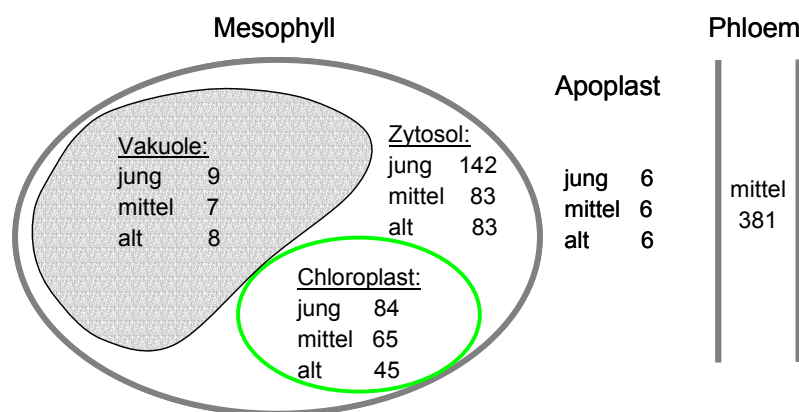 Mesophyll
Phloem
Apoplast
Vakuole:
jung 9
mittel 7
alt 8
Zytosol:
jung 142
mittel 83
alt 83
Chloroplast:
jung 84
mittel 65
alt 45
jung 6
mittel 6
alt 6
mittel
381